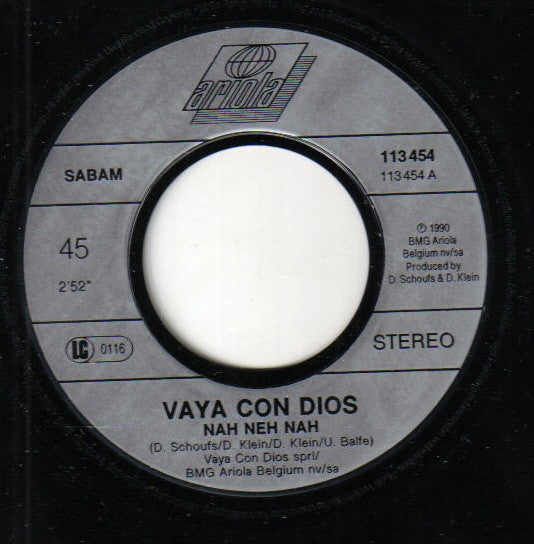 ariola
SABAM
113 454
113 454 A
45
2'52"
℗ 1990
BMG Ariola
Belgium nv/sa
Produced by
D. Schoufs & D. Klein
LC 0116
STEREO
VAYA CON DIOS
NAH NEH NAH
(D. Schoufs/D. Klein/D. Klein/U. Balfe)
Vaya Con Dios sprl/
BMG Ariola Belgium nv/sa